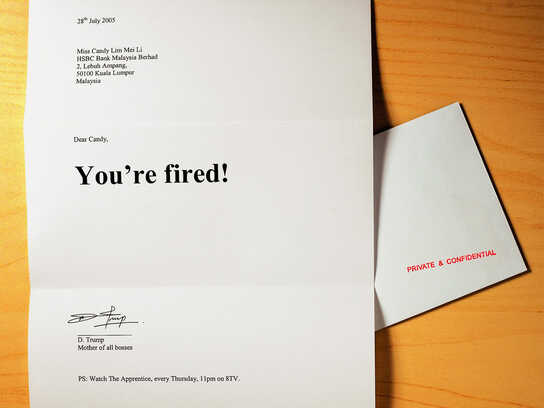 28th July 2005
Miss Candy Lim Mei Li
HSBC Bank Malaysia Berhad
2, Lebuh Ampang,
50100 Kuala Lumpur
Malaysia
Dear Candy,
You're fired!
D. Trump
D. Trump
Mother of all bosses
PS: Watch The Apprentice, every Thursday, 11pm on 8TV.
PRIVATE & CONFIDENTIAL